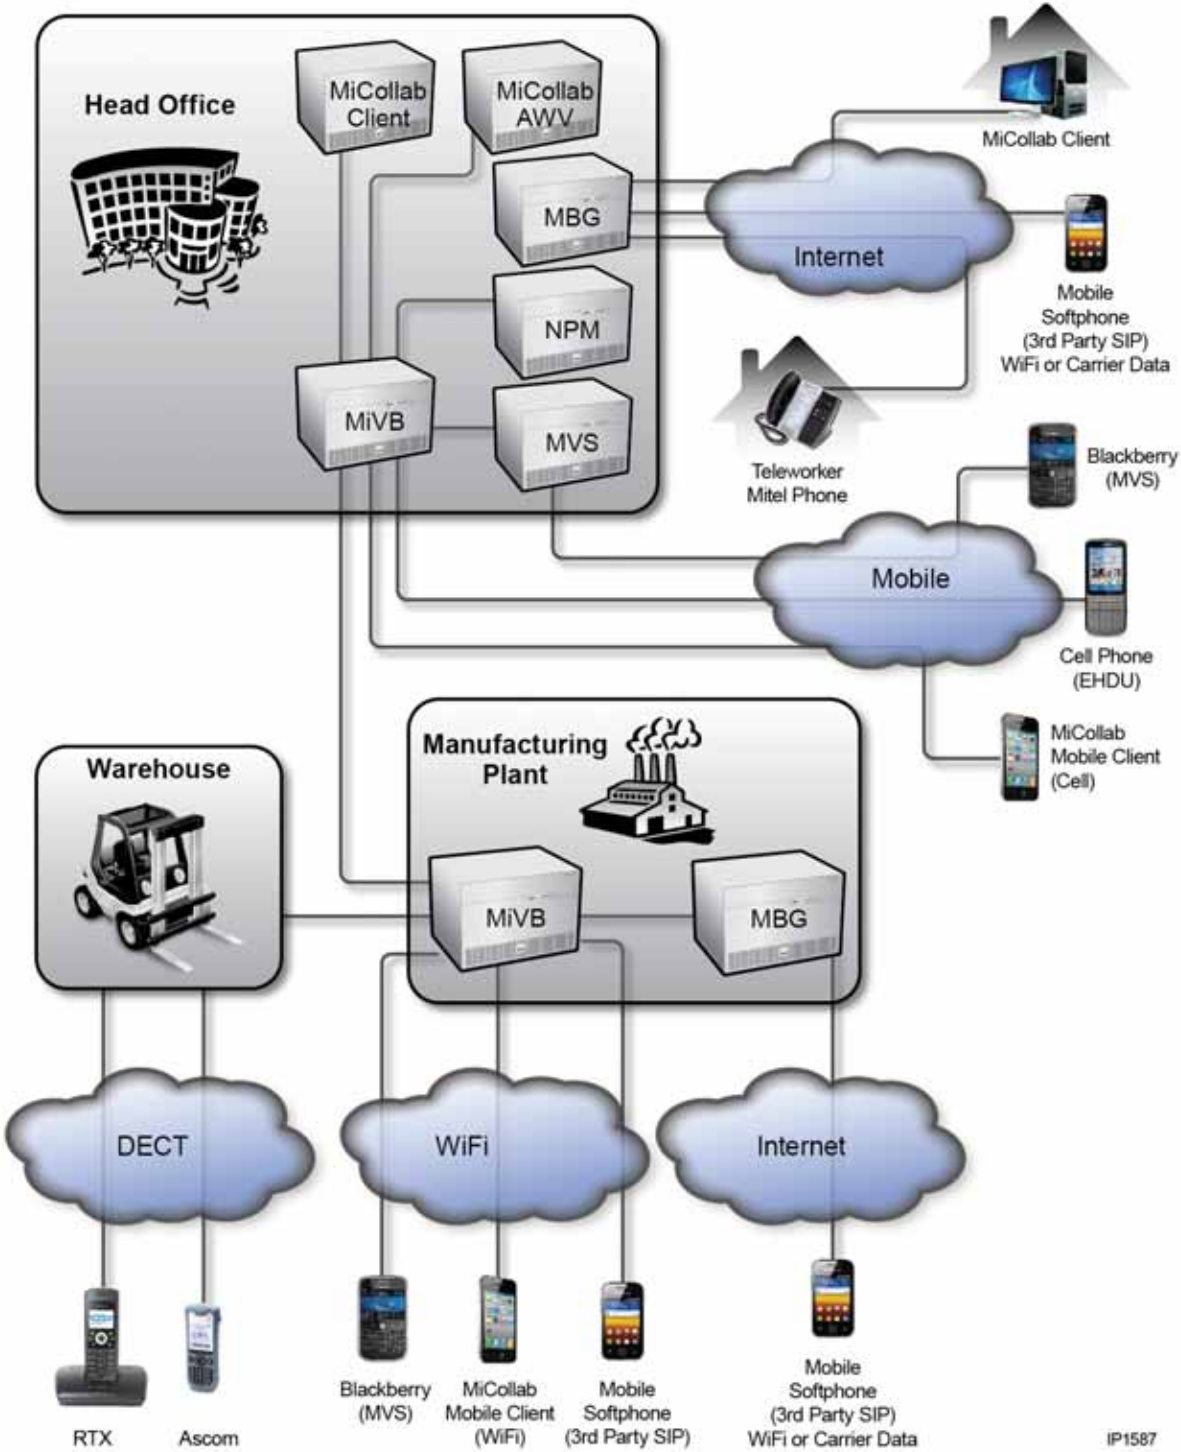 Head Office
MiCollab
Client
MiCollab
AWV
MBG
NPM
MiVB
MVS
MiCollab Client
Internet
Mobile
Softphone
(3rd Party SIP)
WiFi or Carrier Data
Teleworker
Mitel Phone
Blackberry
(MVS)
Mobile
Cell Phone
(EHDU)
MiCollab
Mobile Client
(Cell)
Manufacturing
Plant
Warehouse
MiVB
MBG
DECT
WiFi
Internet
RTX
Ascom
Blackberry
(MVS)
MiCollab
Mobile Client
(WiFi)
Mobile
Softphone
(3rd Party SIP)
Mobile
Softphone
(3rd Party SIP)
WiFi or Carrier Data
IP1587